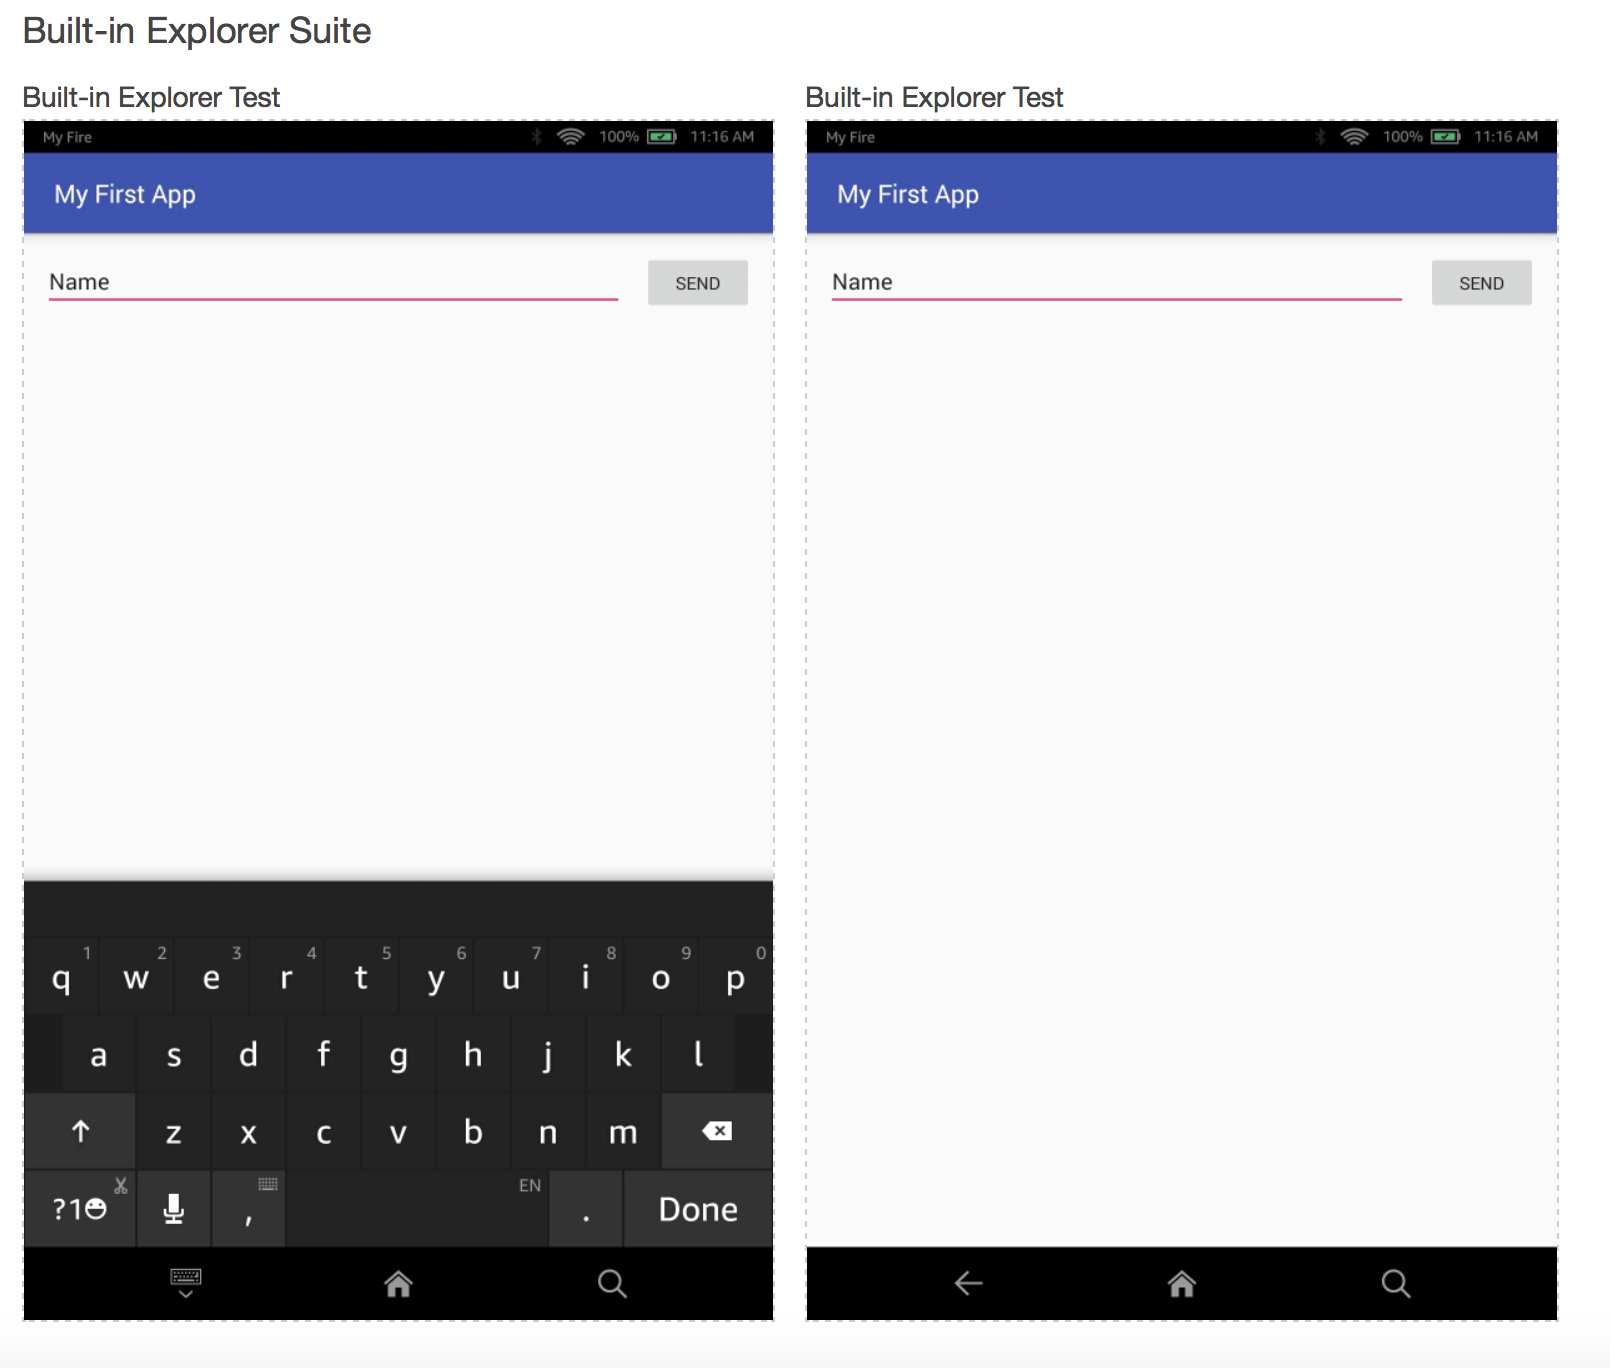 Built-in Explorer Suite
Built-in Explorer Test
My Fire 100% 11:16 AM
My First App
Name SEND
1 2 3 4 5 6 7 8 9 0
q w e r t y u i o p
a s d f g h j k l
z x c v b n m
EN
?1 , . Done
Built-in Explorer Test
My Fire 100% 11:16 AM
My First App
Name SEND